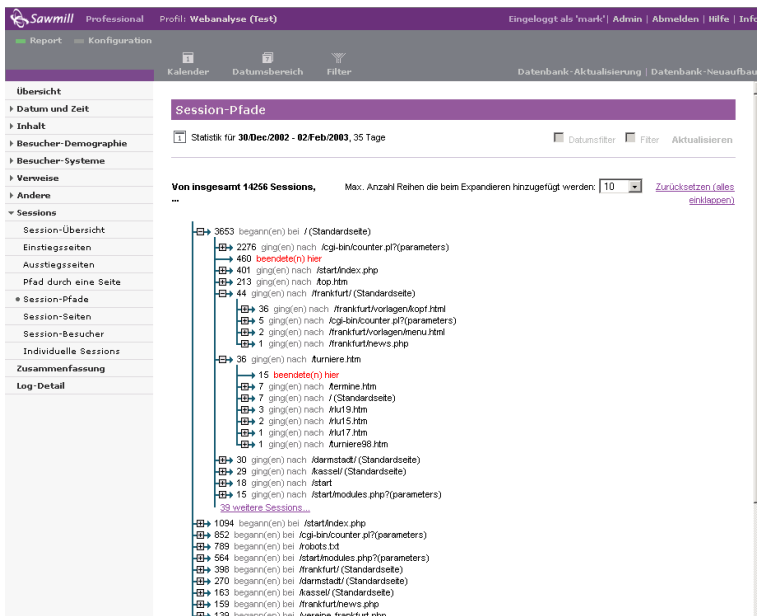 Sawmill Professional Profil: Webanalyse (Test) Eingeloggt als 'mark'| Admin | Abmelden | Hilfe | Info
Report Konfiguration
Kalender Datumsbereich Filter Datenbank-Aktualisierung | Datenbank-Neuaufbau
Übersicht
Datum und Zeit
Inhalt
Besucher-Demographie
Besucher-Systeme
Verweise
Andere
Sessions
Session-Übersicht
Einstiegsseiten
Ausstiegsseiten
Pfad durch eine Seite
Session-Pfade
Session-Seiten
Session-Besucher
Individuelle Sessions
Zusammenfassung
Log-Detail
Session-Pfade
Statistik für 30/Dec/2002 - 02/Feb/2003, 35 Tage Datumsfilter Filter Aktualisieren
Von insgesamt 14256 Sessions, Max. Anzahl Reihen die beim Expandieren hinzugefügt werden: 10 Zurücksetzen (alles
... einklappen)
3653 begann(en) bei / (Standardseite)
2276 ging(en) nach /cgi-bin/counter.pl?(parameters)
460 beendete(n) hier
401 ging(en) nach /start/index.php
213 ging(en) nach /top.htm
44 ging(en) nach /frankfurt/ (Standardseite)
36 ging(en) nach /frankfurt/vorlagen/kopf.html
5 ging(en) nach /cgi-bin/counter.pl?(parameters)
2 ging(en) nach /frankfurt/vorlagen/menu.html
1 ging(en) nach /frankfurt/news.php
36 ging(en) nach /turniere.htm
15 beendete(n) hier
7 ging(en) nach /termine.htm
7 ging(en) nach / (Standardseite)
3 ging(en) nach /rlu19.htm
2 ging(en) nach /rlu15.htm
1 ging(en) nach /rlu17.htm
1 ging(en) nach /turniere98.htm
30 ging(en) nach /darmstadt/ (Standardseite)
29 ging(en) nach /kassel/ (Standardseite)
18 ging(en) nach /start
15 ging(en) nach /start/modules.php?(parameters)
39 weitere Sessions...
1094 begann(en) bei /start/index.php
852 begann(en) bei /cgi-bin/counter.pl?(parameters)
789 begann(en) bei /robots.txt
564 begann(en) bei /start/modules.php?(parameters)
398 begann(en) bei /frankfurt/ (Standardseite)
270 begann(en) bei /darmstadt/ (Standardseite)
163 begann(en) bei /kassel/ (Standardseite)
159 begann(en) bei /frankfurt/news.php
139 begann(en) bei /vereine_frankfurt.php